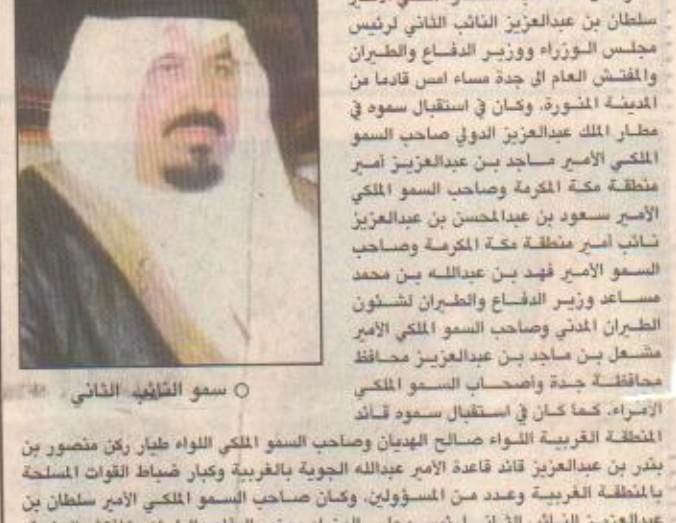 سلطان بن عبدالعزيز النائب الثاني لرئيس
مجلس الوزراء ووزير الدفاع والطيران
والمفتش العام الى جدة مساء امس قادما من
المدينة المنورة. وكان في استقبال سموه في
مطار الملك عبدالعزيز الدولي صاحب السمو
الملكي الأمير ماجد بن عبدالعزيز أمير
منطقة مكة المكرمة وصاحب السمو الملكي
الأمير سعود بن عبدالمحسن بن عبدالعزيز
نائب أمير منطقة مكة المكرمة وصاحب
السمو الأمير فهد بن عبدالله بن محمد
مساعد وزير الدفاع والطيران لشئون
الطيران المدني وصاحب السمو الملكي الأمير
مشعل بن ماجد بن عبدالعزيز محافظ
محافظة جدة وأصحاب السمو الملكي
الأمراء. كما كان في استقبال سموه قائد
المنطقة الغربية اللواء صالح الهديان وصاحب السمو الملكي اللواء طيار ركن منصور بن
بندر بن عبدالعزيز قائد قاعدة الأمير عبدالله الجوية بالغربية وكبار ضباط القوات المسلحة
بالمنطقة الغربية وعدد من المسؤولين. وكان صاحب السمو الملكي الأمير سلطان بن
عبدالعزيز النائب الثاني
○ سمو النائب الثاني